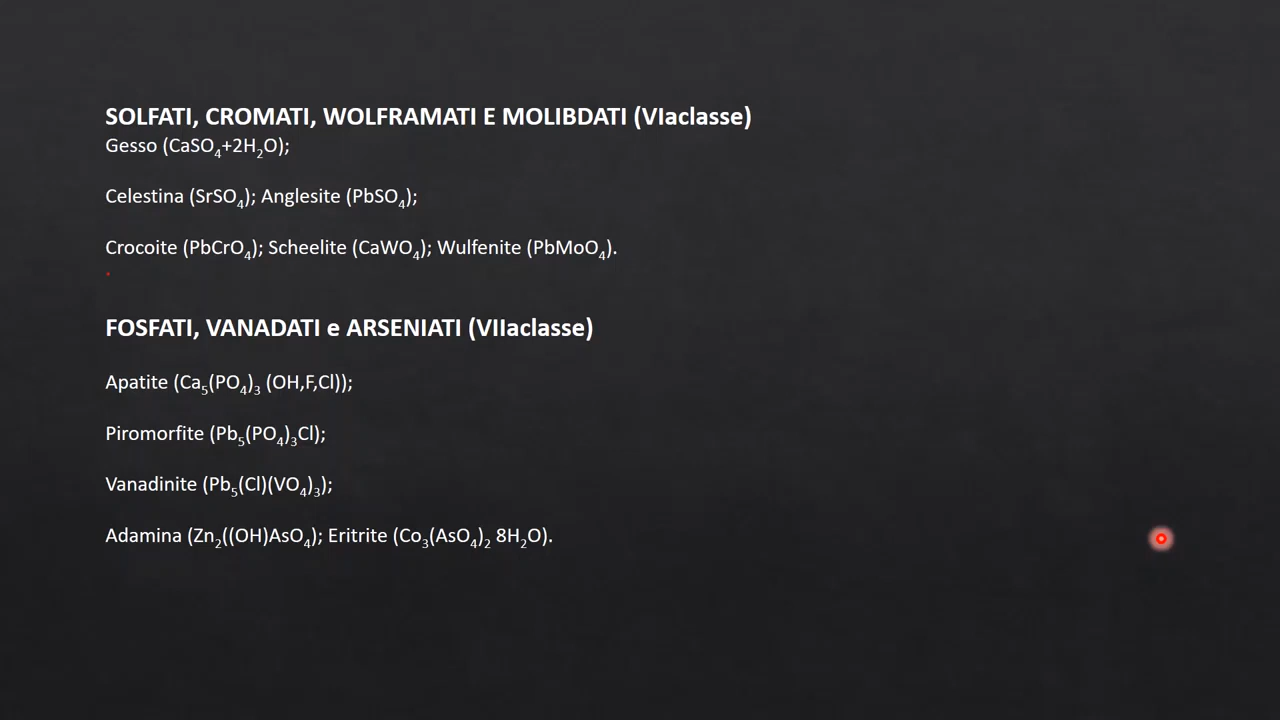 SOLFATI, CROMATI, WOLFRAMATI E MOLIBDATI (VIaclasse)
Gesso (CaSO₄+2H₂O);
Celestina (SrSO₄); Anglesite (PbSO₄);
Crocoite (PbCrO₄); Scheelite (CaWO₄); Wulfenite (PbMoO₄).
FOSFATI, VANADATI e ARSENIATI (VIIaclasse)
Apatite (Ca₅(PO₄)₃ (OH,F,Cl));
Piromorfite (Pb₅(PO₄)₃Cl);
Vanadinite (Pb₅(Cl)(VO₄)₃);
Adamina (Zn₂((OH)AsO₄); Eritrite (Co₃(AsO₄)₂ 8H₂O).